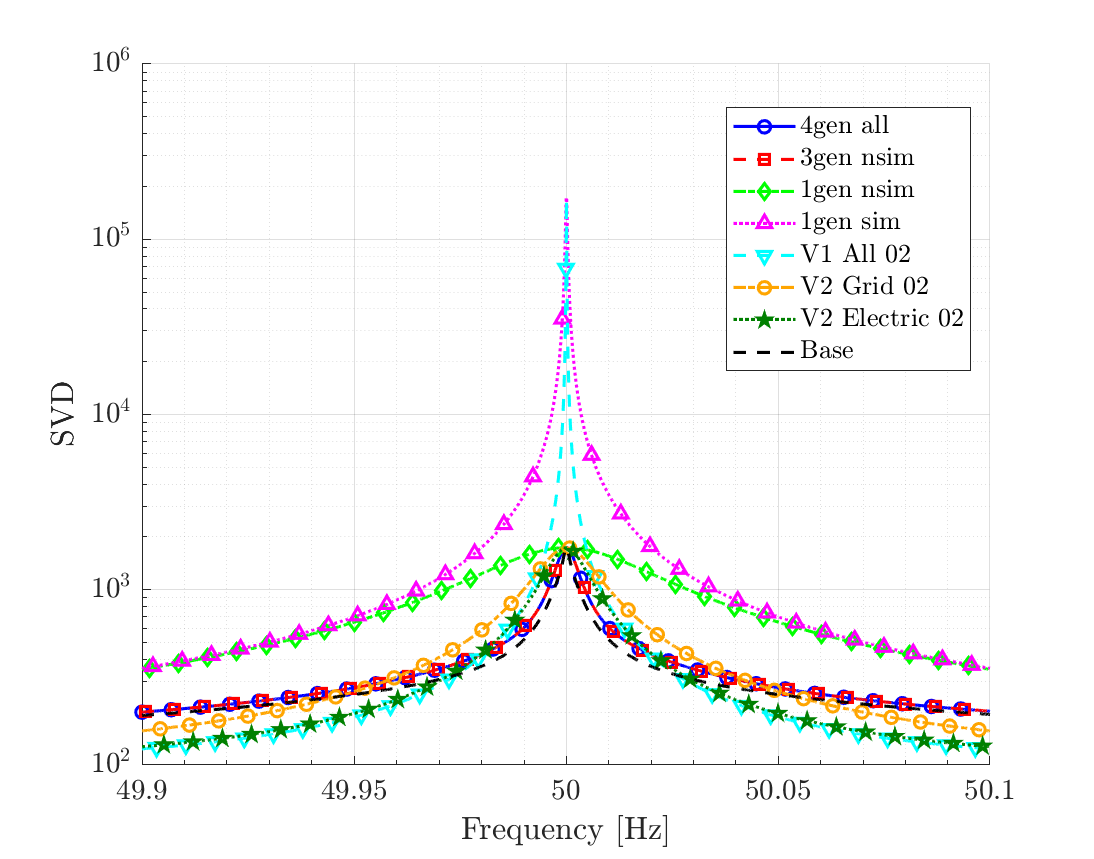 10^6
10^5
10^4
10^3
10^2
SVD
49.9
49.95
50
50.05
50.1
Frequency [Hz]
4gen all
3gen nsim
1gen nsim
1gen sim
V1 All 02
V2 Grid 02
V2 Electric 02
Base